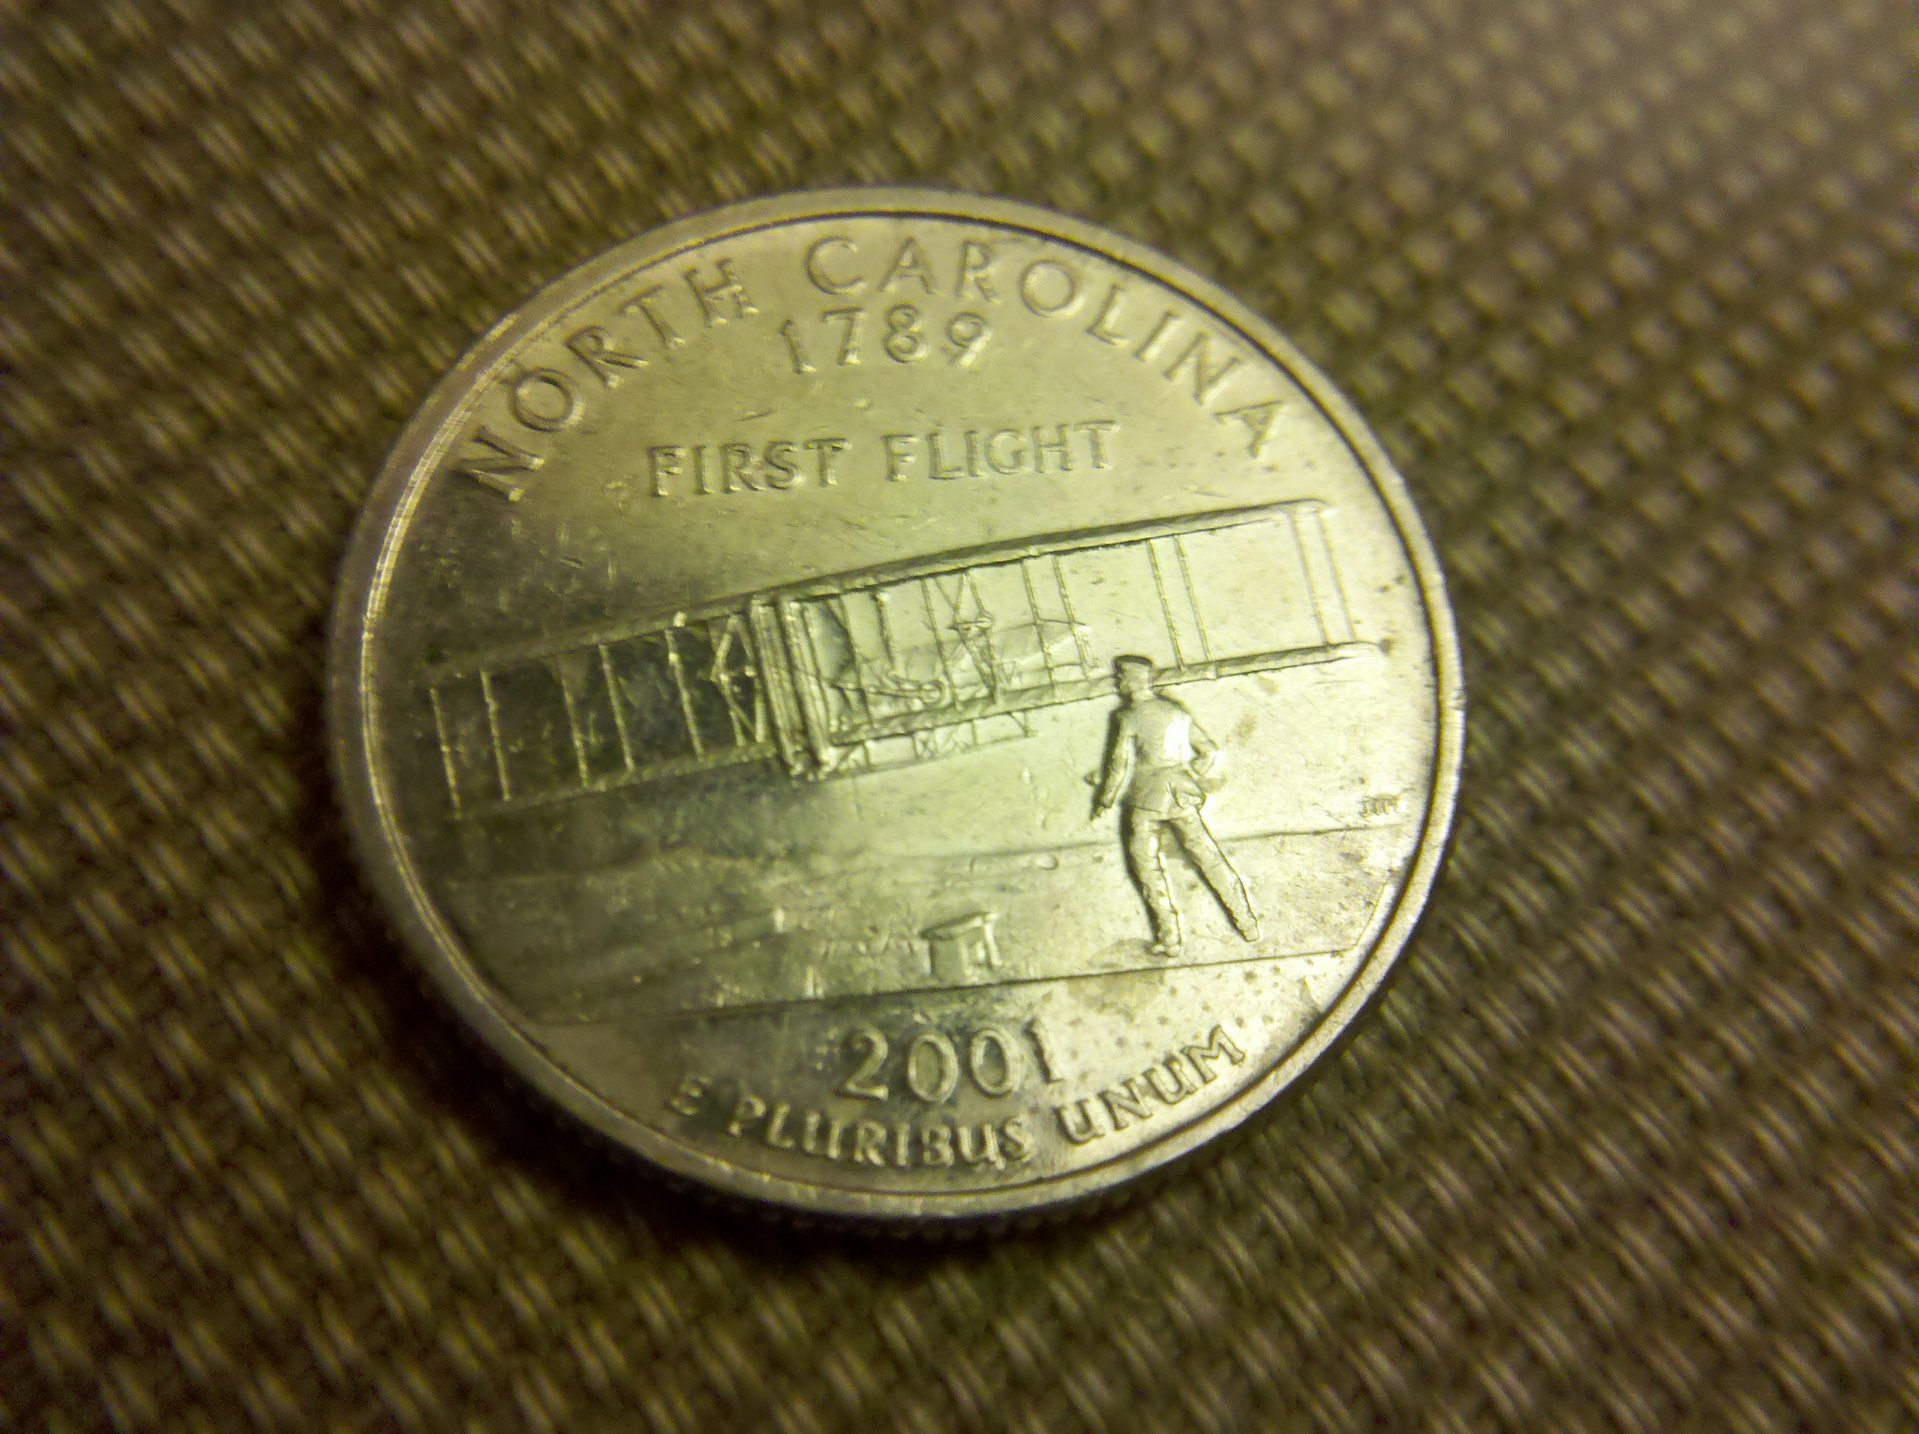 NORTH CAROLINA
1789
FIRST FLIGHT
2001
E PLURIBUS UNUM